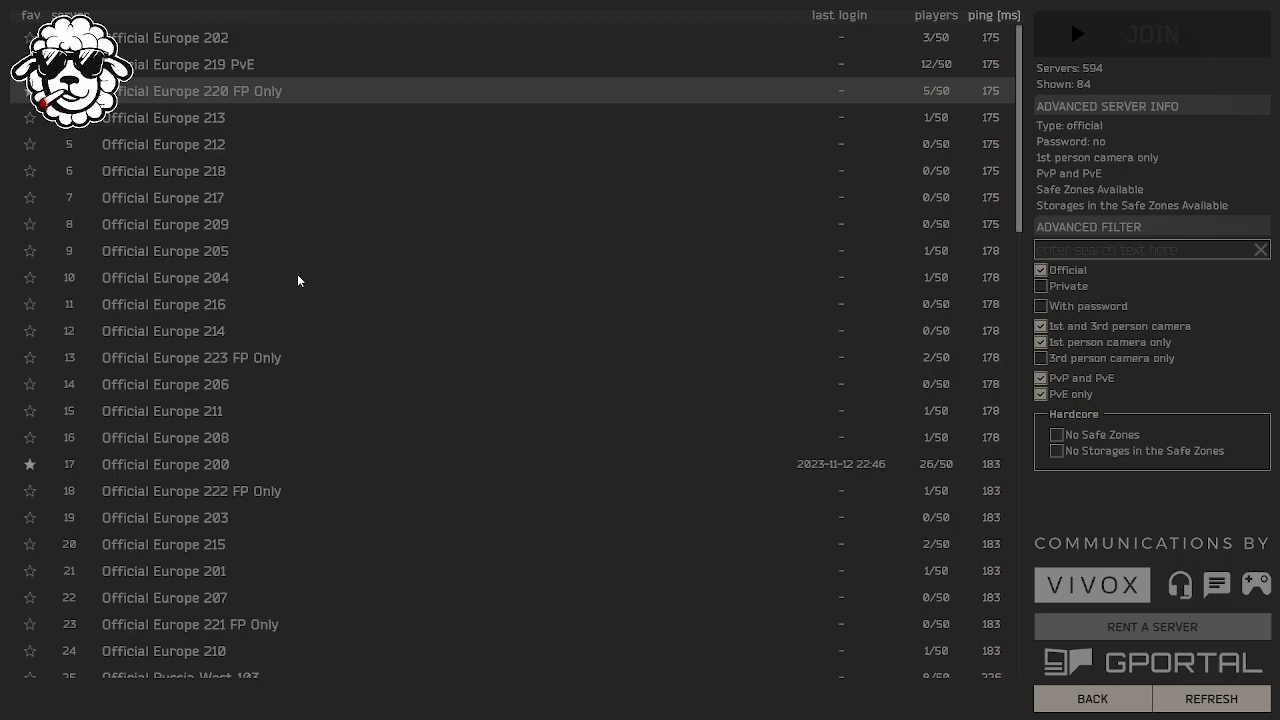 fav server last login players ping [ms]
Official Europe 202 - 3/50 175
Official Europe 219 PvE - 12/50 175
Official Europe 220 FP Only - 5/50 175
Official Europe 213 - 1/50 175
5 Official Europe 212 - 0/50 175
6 Official Europe 218 - 0/50 175
7 Official Europe 217 - 0/50 175
8 Official Europe 209 - 0/50 175
9 Official Europe 205 - 1/50 178
10 Official Europe 204 - 1/50 178
11 Official Europe 216 - 0/50 178
12 Official Europe 214 - 0/50 178
13 Official Europe 223 FP Only - 2/50 178
14 Official Europe 206 - 0/50 178
15 Official Europe 211 - 1/50 178
16 Official Europe 208 - 1/50 178
17 Official Europe 200 2023-11-12 22:46 26/50 183
18 Official Europe 222 FP Only - 1/50 183
19 Official Europe 203 - 0/50 183
20 Official Europe 215 - 2/50 183
21 Official Europe 201 - 1/50 183
22 Official Europe 207 - 0/50 183
23 Official Europe 221 FP Only - 0/50 183
24 Official Europe 210 - 1/50 183
25 Official Russia West 103
JOIN
Servers: 594
Shown: 84
ADVANCED SERVER INFO
Type: official
Password: no
1st person camera only
PvP and PvE
Safe Zones Available
Storages in the Safe Zones Available
ADVANCED FILTER
enter search text here
Official
Private
With password
1st and 3rd person camera
1st person camera only
3rd person camera only
PvP and PvE
PvE only
Hardcore
No Safe Zones
No Storages in the Safe Zones
COMMUNICATIONS BY
VIVOX
RENT A SERVER
GPORTAL
BACK REFRESH